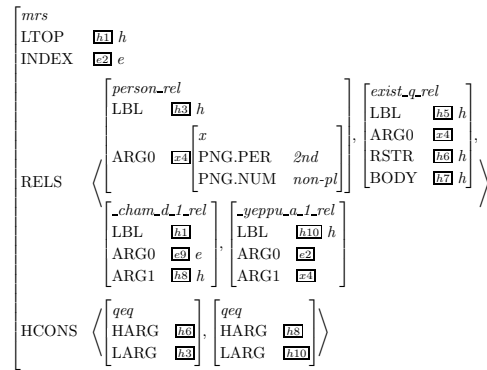 mrs
LTOP h1 h
INDEX e2 e
RELS ⟨ [person_rel
LBL h3 h
ARG0 x4 [x
PNG.PER 2nd
PNG.NUM non-pl]],
[exist_q_rel
LBL h5 h
ARG0 x4
RSTR h6 h
BODY h7 h],
[_cham_d_1_rel
LBL h1
ARG0 e9 e
ARG1 h8 h],
[_yeppu_a_1_rel
LBL h10 h
ARG0 e2
ARG1 x4] ⟩
HCONS ⟨ [qeq
HARG h6
LARG h3],
[qeq
HARG h8
LARG h10] ⟩